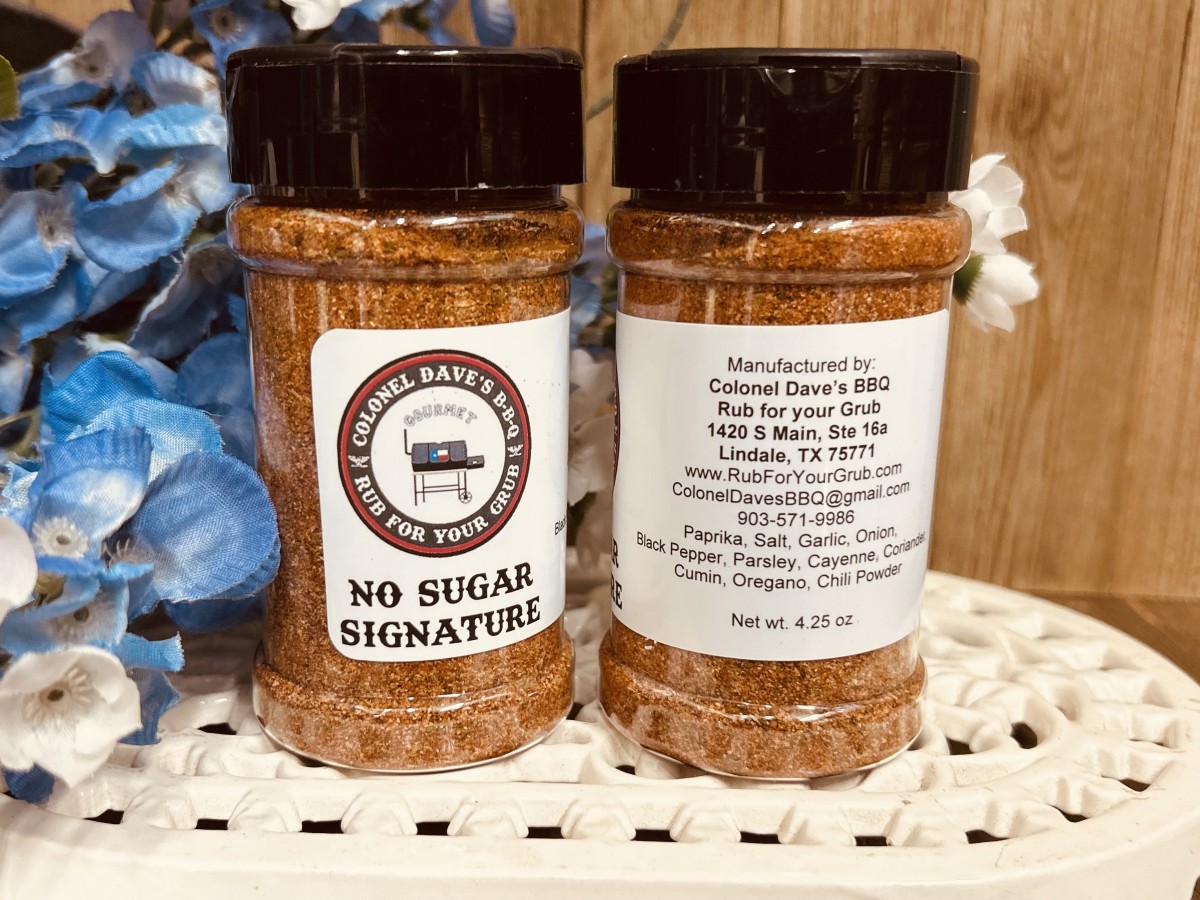 COLONEL DAVE'S B-B-Q
GOURMET
RUB FOR YOUR GRUB
NO SUGAR
SIGNATURE
Manufactured by:
Colonel Dave's BBQ
Rub for your Grub
1420 S Main, Ste 16a
Lindale, TX 75771
www.RubForYourGrub.com
ColonelDavesBBQ@gmail.com
903-571-9986
Paprika, Salt, Garlic, Onion,
Black Pepper, Parsley, Cayenne, Coriander,
Cumin, Oregano, Chili Powder
Net wt. 4.25 oz